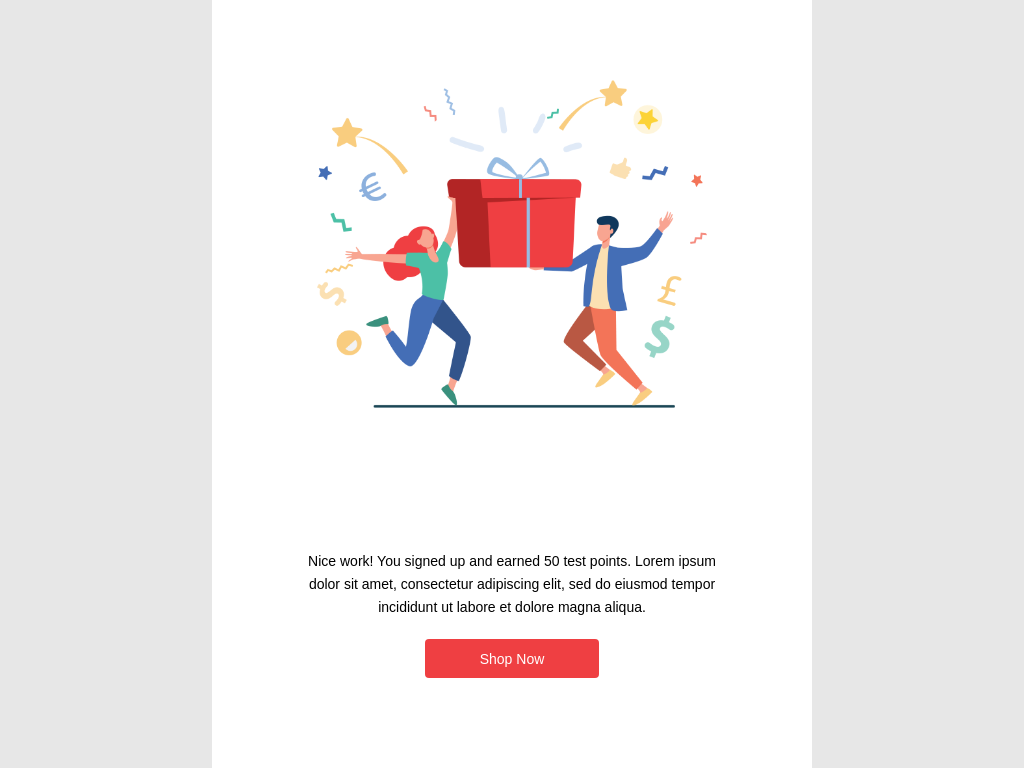 €
£
$
$
Nice work! You signed up and earned 50 test points. Lorem ipsum
dolor sit amet, consectetur adipiscing elit, sed do eiusmod tempor
incididunt ut labore et dolore magna aliqua.
Shop Now